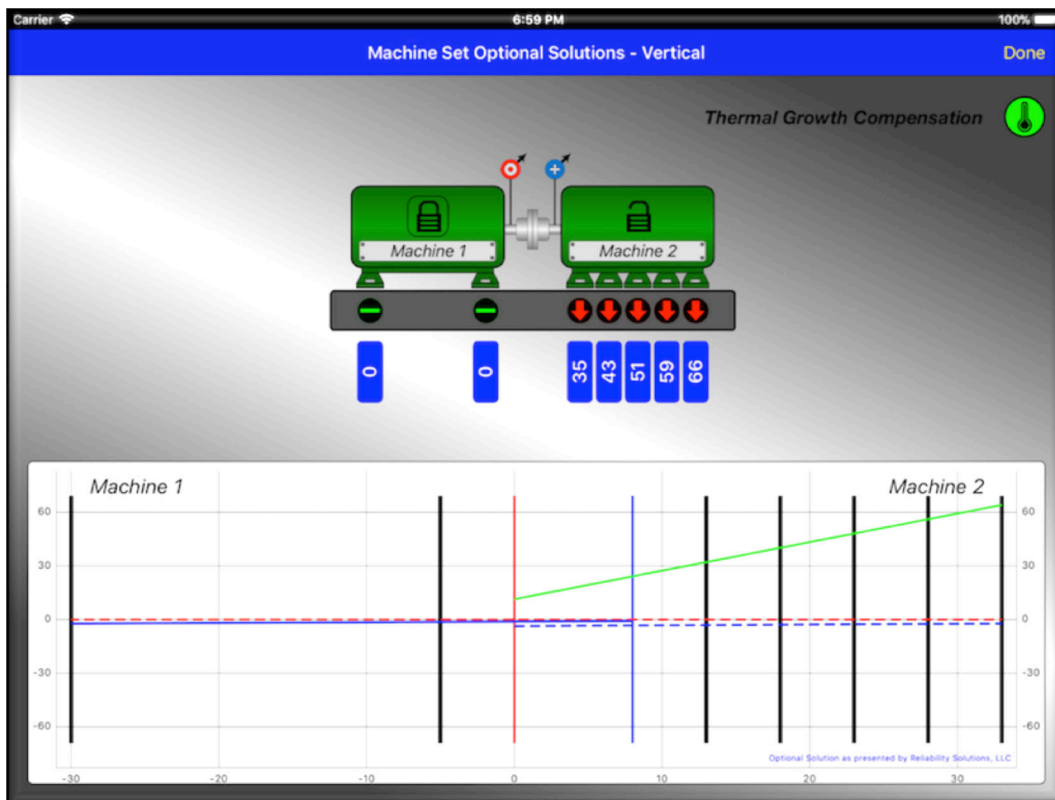 Carrier 6:59 PM 100%
Machine Set Optional Solutions - Vertical Done
Thermal Growth Compensation
Machine 1 Machine 2
0 0 35 43 51 59 66
Machine 1 Machine 2
60 60
30 30
0 0
-30 -30
-60 -60
Optional Solution as presented by Reliability Solutions, LLC
-30 -20 -10 0 10 20 30